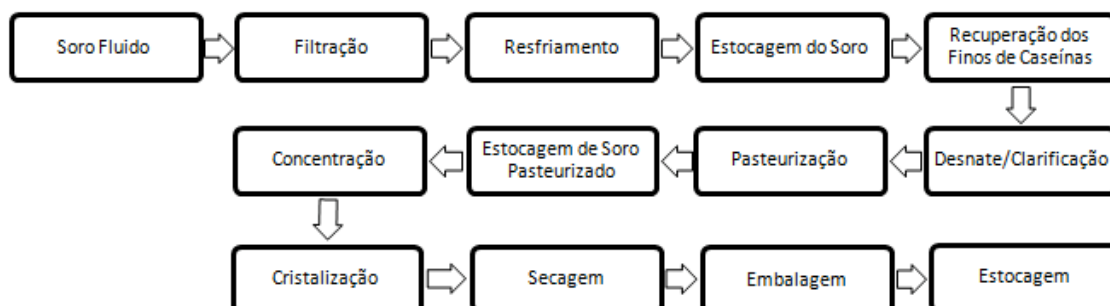 Soro Fluido
Filtração
Resfriamento
Estocagem do Soro
Recuperação dos
Finos de Caseínas
Desnate/Clarificação
Pasteurização
Estocagem de Soro
Pasteurizado
Concentração
Cristalização
Secagem
Embalagem
Estocagem